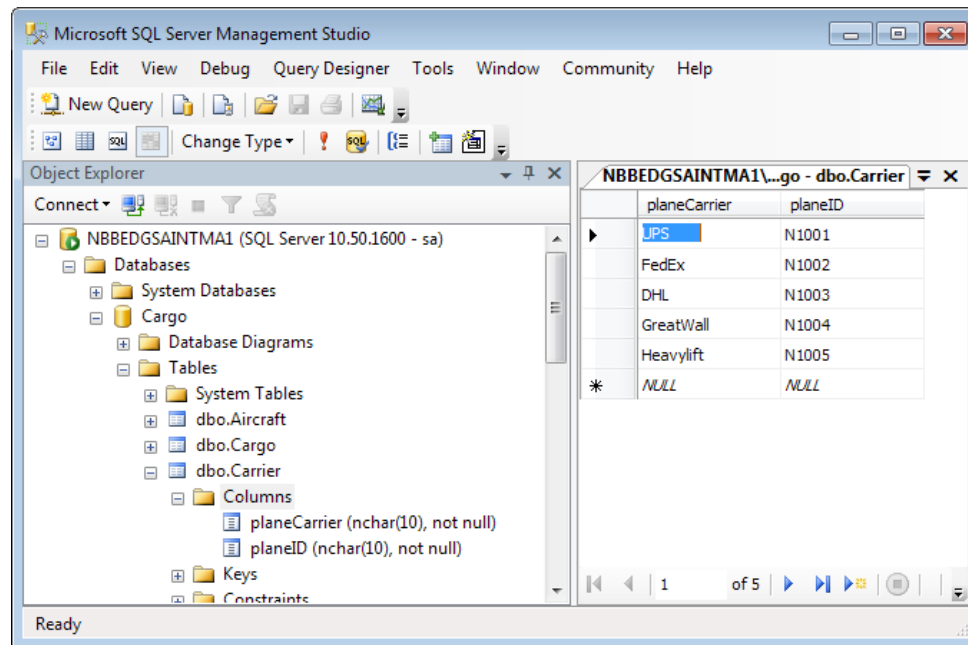 Microsoft SQL Server Management Studio
File Edit View Debug Query Designer Tools Window Community Help
New Query
Change Type
Object Explorer
Connect
NBBEDGSAINTMA1 (SQL Server 10.50.1600 - sa)
Databases
System Databases
Cargo
Database Diagrams
Tables
System Tables
dbo.Aircraft
dbo.Cargo
dbo.Carrier
Columns
planeCarrier (nchar(10), not null)
planeID (nchar(10), not null)
Keys
Constraints
NBBEDGSAINTMA1\...go - dbo.Carrier
planeCarrier planeID
UPS N1001
FedEx N1002
DHL N1003
GreatWall N1004
Heavylift N1005
NULL NULL
1 of 5
Ready